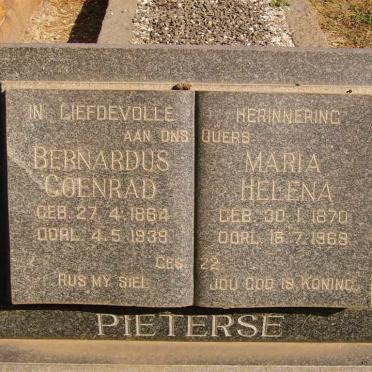 IN LIEFDEVOLLE HERINNERING
AAN ONS OUERS
BERNARDUS
COENRAD
GEB. 27.4.1864
OORL. 4.5.1939.
MARIA
HELENA
GEB. 30.1.1870
OORL. 16.7.1969.
GES. 22.
RUS MY SIEL JOU GOD IS KONING.
PIETERSE